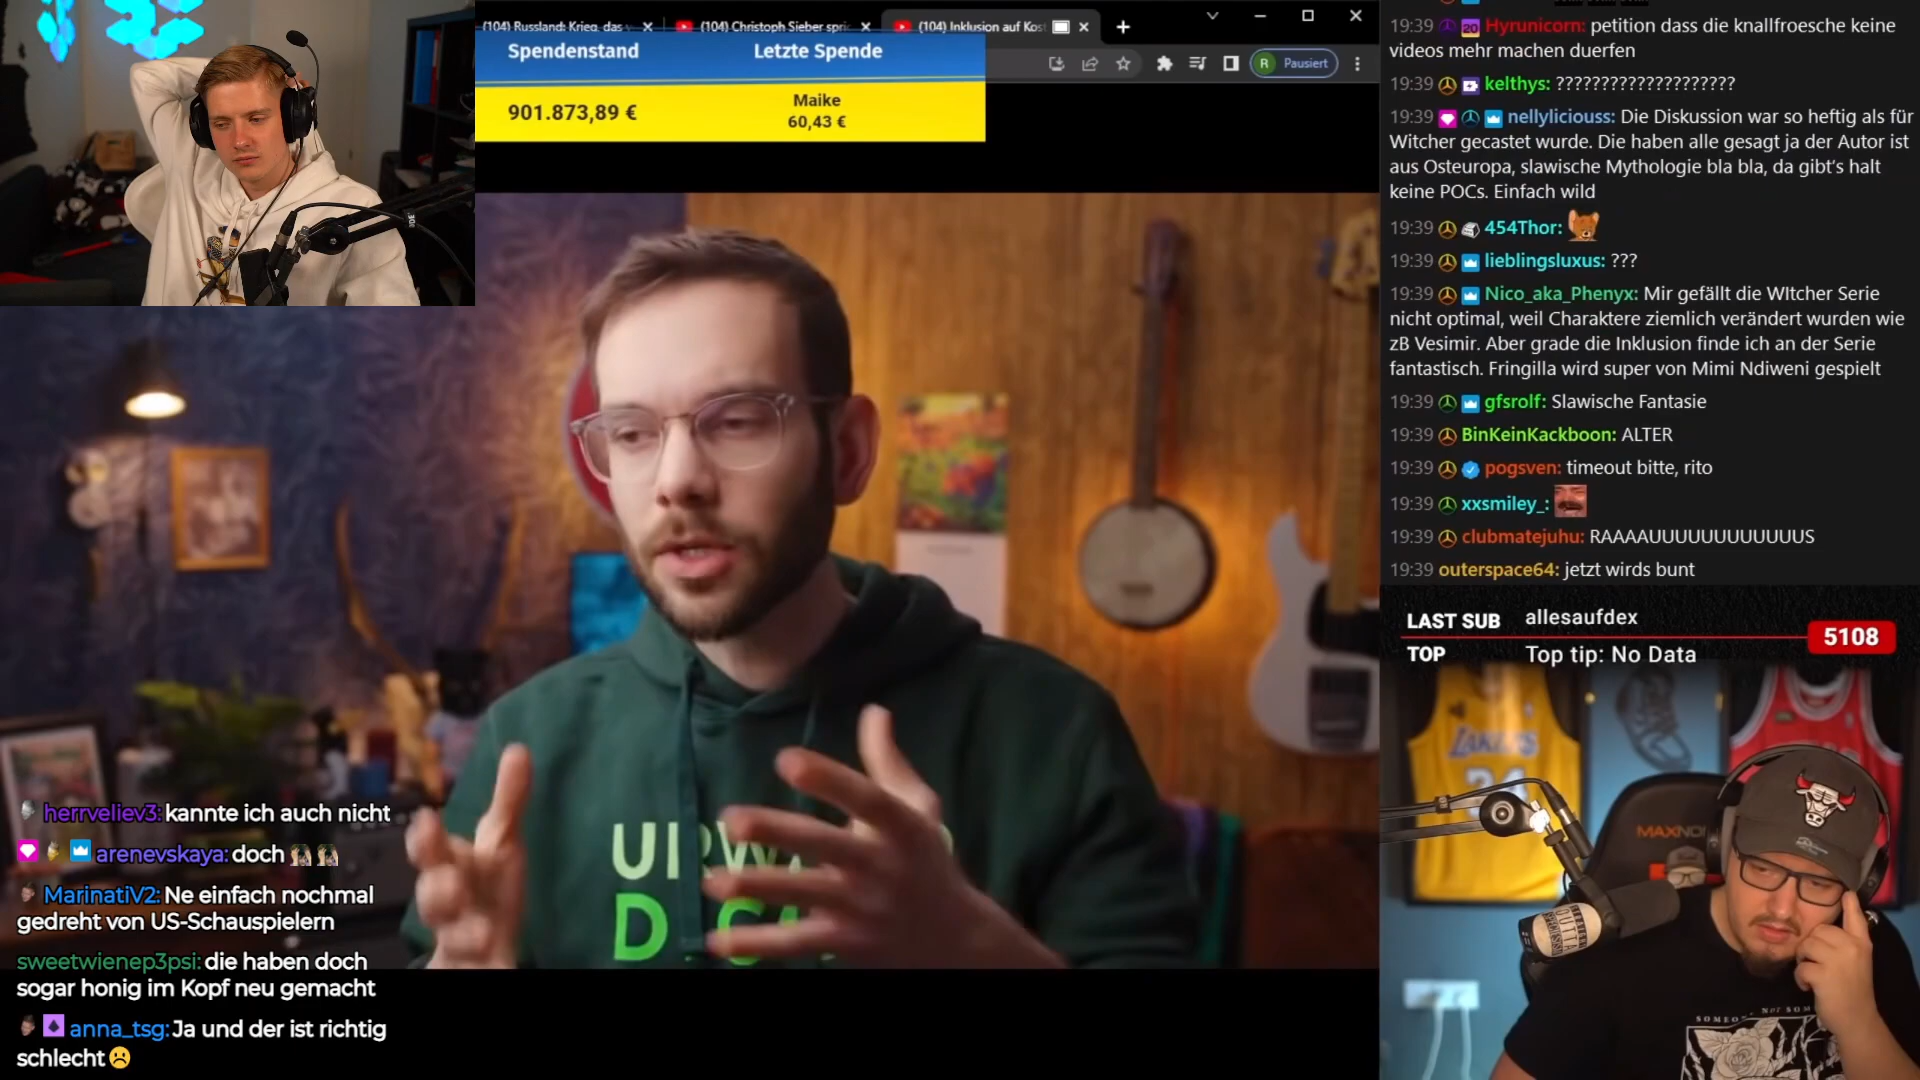 (104) Russland: Krieg, das
(104) Christoph Sieber spric
(104) Inklusion auf Kos
Spendenstand
Letzte Spende
901.873,89 €
Maike
60,43 €
R Pausiert
19:39 Hyrunicorn: petition dass die knallfroesche keine
videos mehr machen duerfen
19:39 kelthys: ????????????????????
19:39 nellyliciouss: Die Diskussion war so heftig als für
Witcher gecastet wurde. Die haben alle gesagt ja der Autor ist
aus Osteuropa, slawische Mythologie bla bla, da gibt's halt
keine POCs. Einfach wild
19:39 454Thor:
19:39 lieblingsluxus: ???
19:39 Nico_aka_Phenyx: Mir gefällt die WItcher Serie
nicht optimal, weil Charaktere ziemlich verändert wurden wie
zB Vesimir. Aber grade die Inklusion finde ich an der Serie
fantastisch. Fringilla wird super von Mimi Ndiweni gespielt
19:39 gfsrolf: Slawische Fantasie
19:39 BinKeinKackboon: ALTER
19:39 pogsven: timeout bitte, rito
19:39 xxsmiley_:
19:39 clubmatejuhu: RAAAAUUUUUUUUUUUUS
19:39 outerspace64: jetzt wirds bunt
LAST SUB allesaufdex
5108
TOP Top tip: No Data
LAKERS
herrveliev3: kannte ich auch nicht
arenevskaya: doch
MarinatiV2: Ne einfach nochmal
gedreht von US-Schauspielern
sweetwienep3psi: die haben doch
sogar honig im Kopf neu gemacht
anna_tsg: Ja und der ist richtig
schlecht